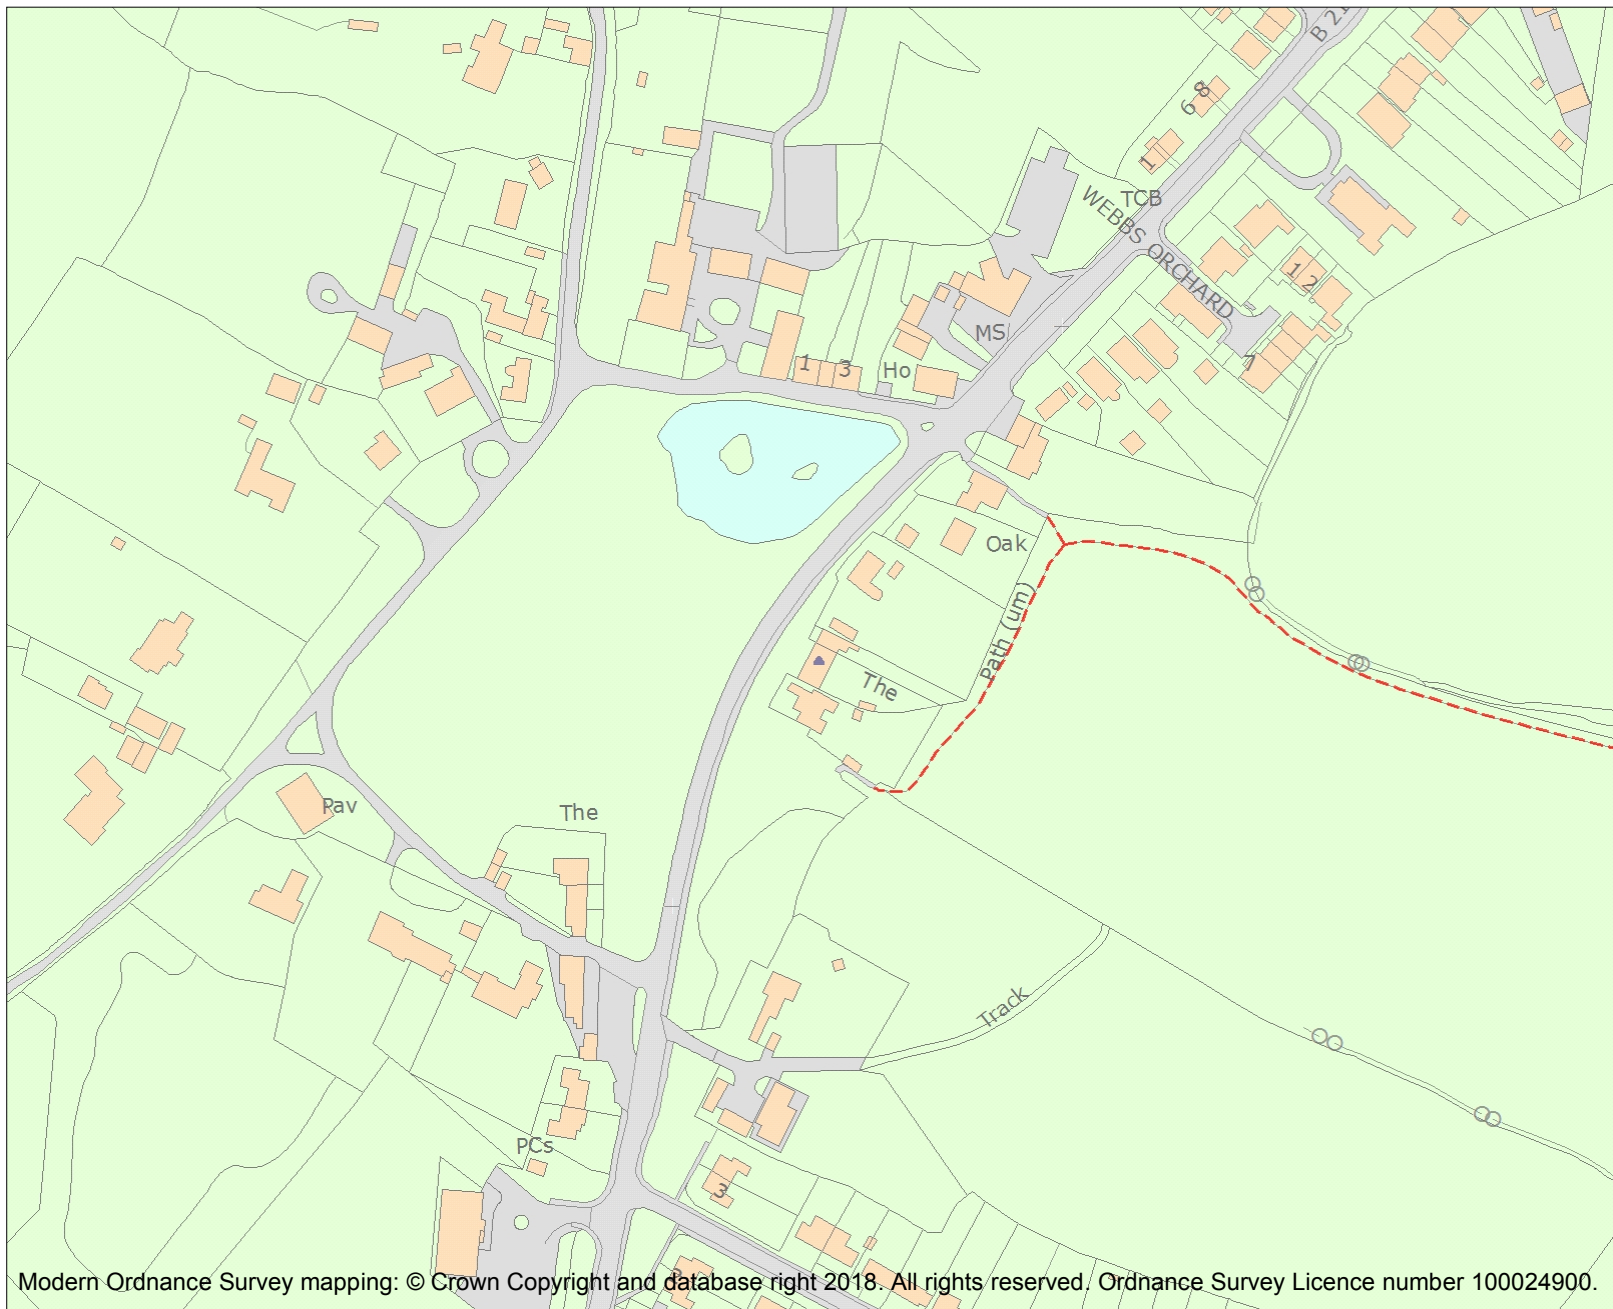 B 21
6 8
1
TCB
WEBBS ORCHARD
1 2
MS
1 3
Ho
7
Oak
Path (um)
The
Pav
The
Track
PCs
3
Modern Ordnance Survey mapping: © Crown Copyright and database right 2018. All rights reserved. Ordnance Survey Licence number 100024900.